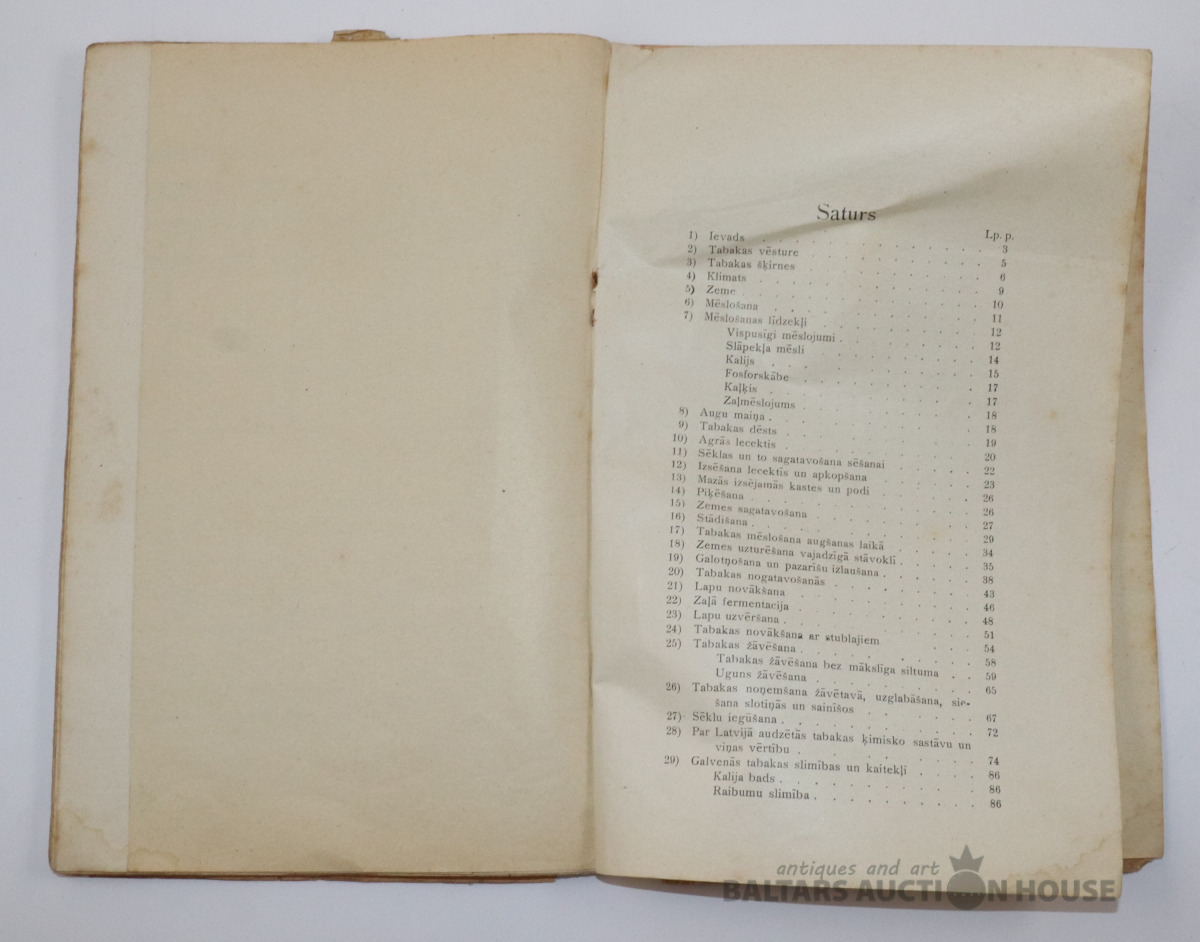 Saturs
Lp. p.
1) Ievads . . . . . . . . . . 3
2) Tabakas vēsture . . . . . . . . 5
3) Tabakas šķirnes . . . . . . . . 6
4) Klimats . . . . . . . . . . 9
5) Zeme . . . . . . . . . . 10
6) Mēslošana . . . . . . . . . 11
7) Mēslošanas līdzekļi . . . . . . . 12
Vispusīgi mēslojumi . . . . . . . 12
Slāpekļa mēsli . . . . . . . . 14
Kalijs . . . . . . . . . . 15
Fosforskābe . . . . . . . . . 17
Kaļķis . . . . . . . . . . 17
Zaļmēslojums . . . . . . . . 18
8) Augu maiņa . . . . . . . . . 18
9) Tabakas dēsts . . . . . . . . 19
10) Agrās lecektis . . . . . . . . 20
11) Sēklas un to sagatavošana sēšanai . . . . 22
12) Izsēšana lecektīs un apkopšana . . . . . 23
13) Mazās izsējamās kastes un podi . . . . . 26
14) Piķēšana . . . . . . . . . 26
15) Zemes sagatavošana . . . . . . . 27
16) Stādīšana . . . . . . . . . 29
17) Tabakas mēslošana augšanas laikā . . . . 34
18) Zemes uzturēšana vajadzīgā stāvoklī . . . . 35
19) Galotņošana un pazarīšu izlaušana . . . . . 38
20) Tabakas nogatavošanās . . . . . . . 43
21) Lapu novākšana . . . . . . . . 46
22) Zaļā fermentacija . . . . . . . . 48
23) Lapu uzvēršana . . . . . . . . 51
24) Tabakas novākšana ar stublajiem . . . 54
25) Tabakas žāvēšana . . . . . . . . 58
Tabakas žāvēšana bez mākslīga siltuma . . 59
Uguns žāvēšana . . . . . . . . 65
26) Tabakas noņemšana žāvētavā, uzglabāšana, sie-
šana slotiņās un sainīšos . . . . . 67
27) Sēklu iegūšana . . . . . . . . 72
28) Par Latvijā audzētās tabakas ķimisko sastāvu un
viņas vērtību . . . . . . . . 74
29) Galvenās tabakas slimības un kaitekļi . . . . 86
Kalija bads . . . . . . . . . 86
Raibumu slimība . . . . . . . . 86
antiques and art
BALTARS AUCTION HOUSE